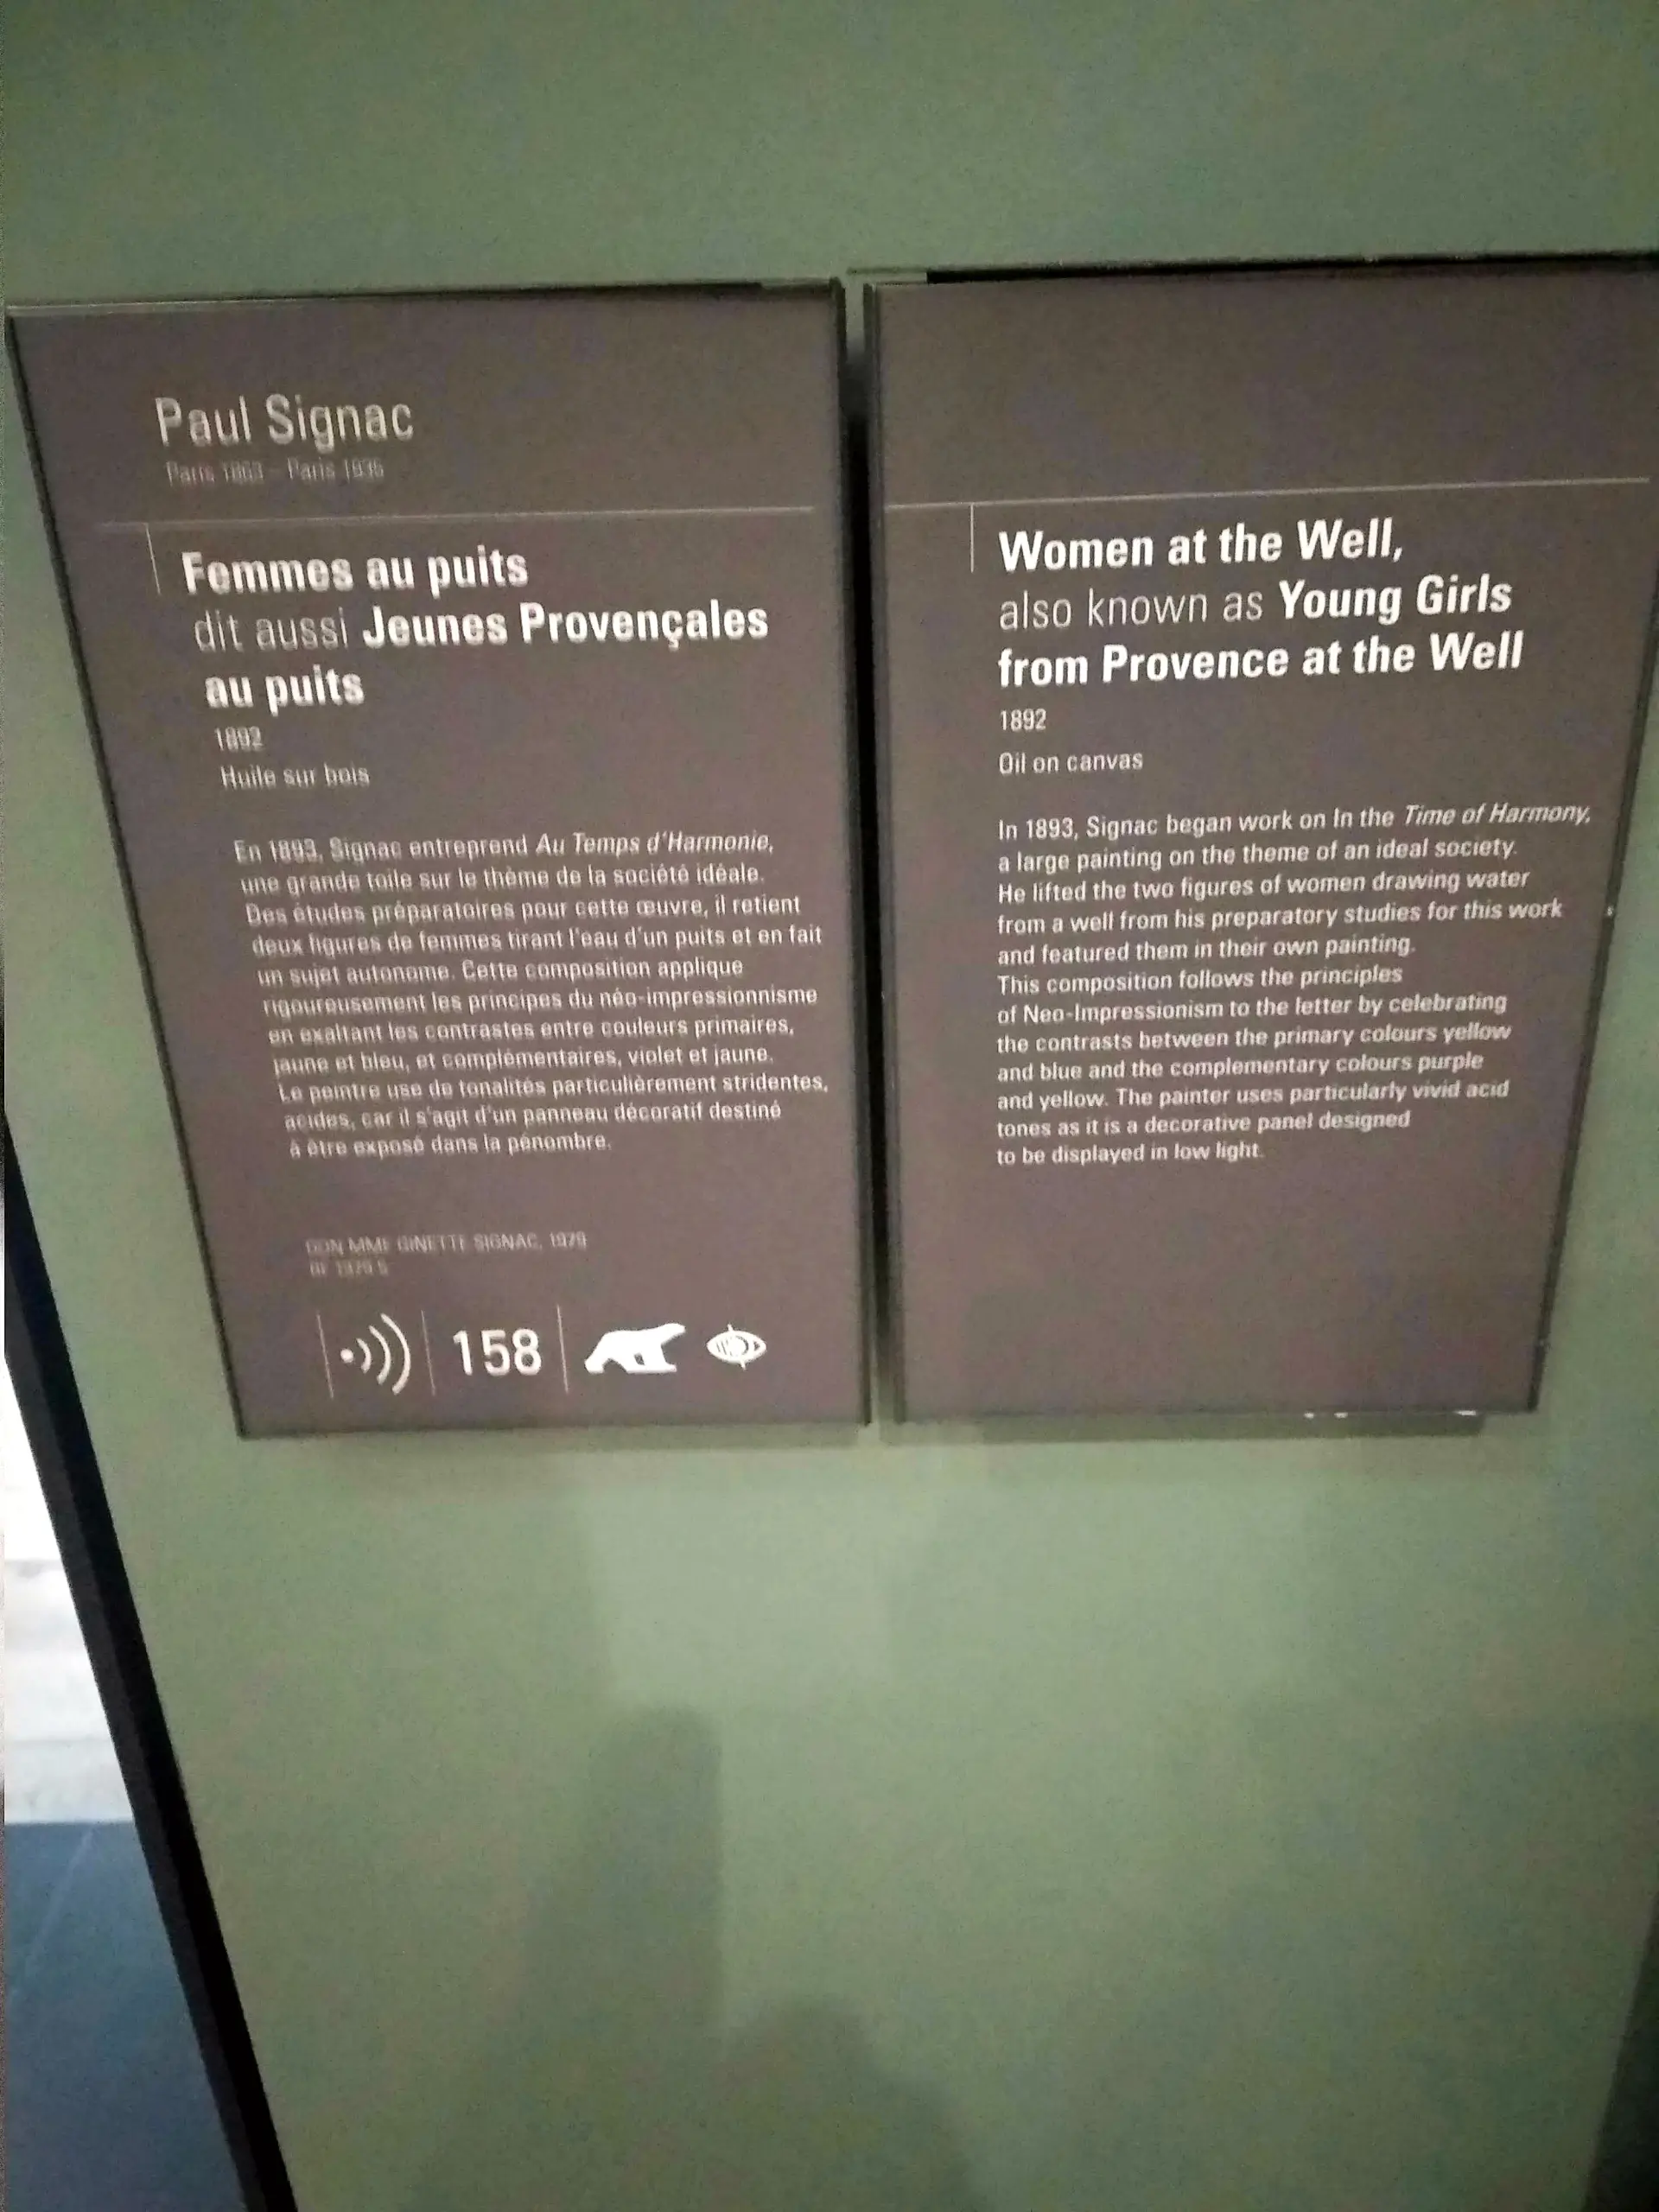 Paul Signac
Paris 1863 - Paris 1935
Femmes au puits
dit aussi Jeunes Provençales
au puits
1892
Huile sur bois
En 1893, Signac entreprend Au Temps d'Harmonie,
une grande toile sur le thème de la société idéale.
Des études préparatoires pour cette œuvre, il retient
deux figures de femmes tirant l'eau d'un puits et en fait
un sujet autonome. Cette composition applique
rigoureusement les principes du néo-impressionnisme
en exaltant les contrastes entre couleurs primaires,
jaune et bleu, et complémentaires, violet et jaune.
Le peintre use de tonalités particulièrement stridentes,
acides, car il s'agit d'un panneau décoratif destiné
à être exposé dans la pénombre.
DON MME GINETTE SIGNAC, 1979
RF 1979 5
158
Women at the Well,
also known as Young Girls
from Provence at the Well
1892
Oil on canvas
In 1893, Signac began work on In the Time of Harmony,
a large painting on the theme of an ideal society.
He lifted the two figures of women drawing water
from a well from his preparatory studies for this work
and featured them in their own painting.
This composition follows the principles
of Neo-Impressionism to the letter by celebrating
the contrasts between the primary colours yellow
and blue and the complementary colours purple
and yellow. The painter uses particularly vivid acid
tones as it is a decorative panel designed
to be displayed in low light.